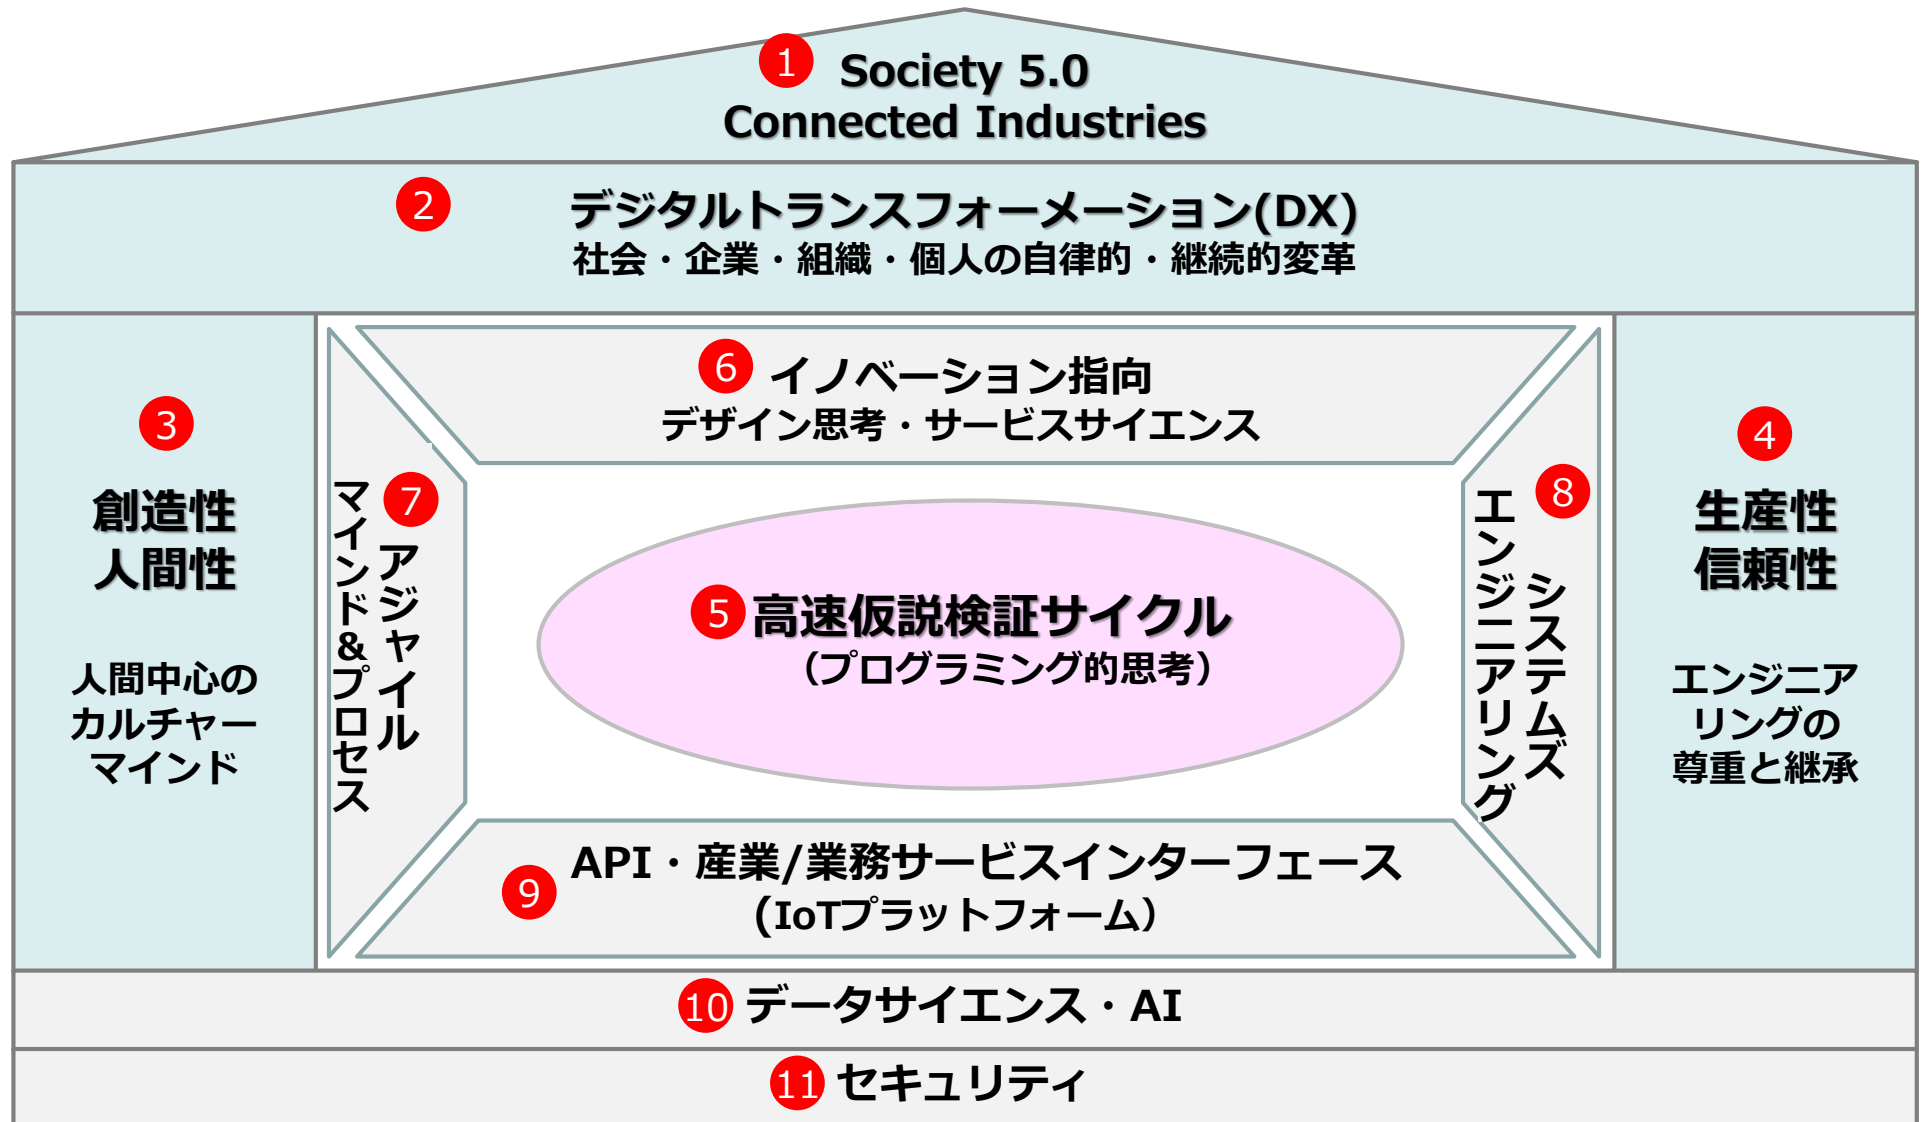 1
Society 5.0
Connected Industries
2
デジタルトランスフォーメーション(DX)
社会・企業・組織・個人の自律的・継続的変革
3
創造性
人間性
人間中心の
カルチャー
マインド
4
生産性
信頼性
エンジニア
リングの
尊重と継承
5
高速仮説検証サイクル
（プログラミング的思考）
6
イノベーション指向
デザイン思考・サービスサイエンス
7
アジャイル
マインド&プロセス
8
システムズ
エンジニアリング
9
API・産業/業務サービスインターフェース
(IoTプラットフォーム）
10
データサイエンス・AI
11
セキュリティ